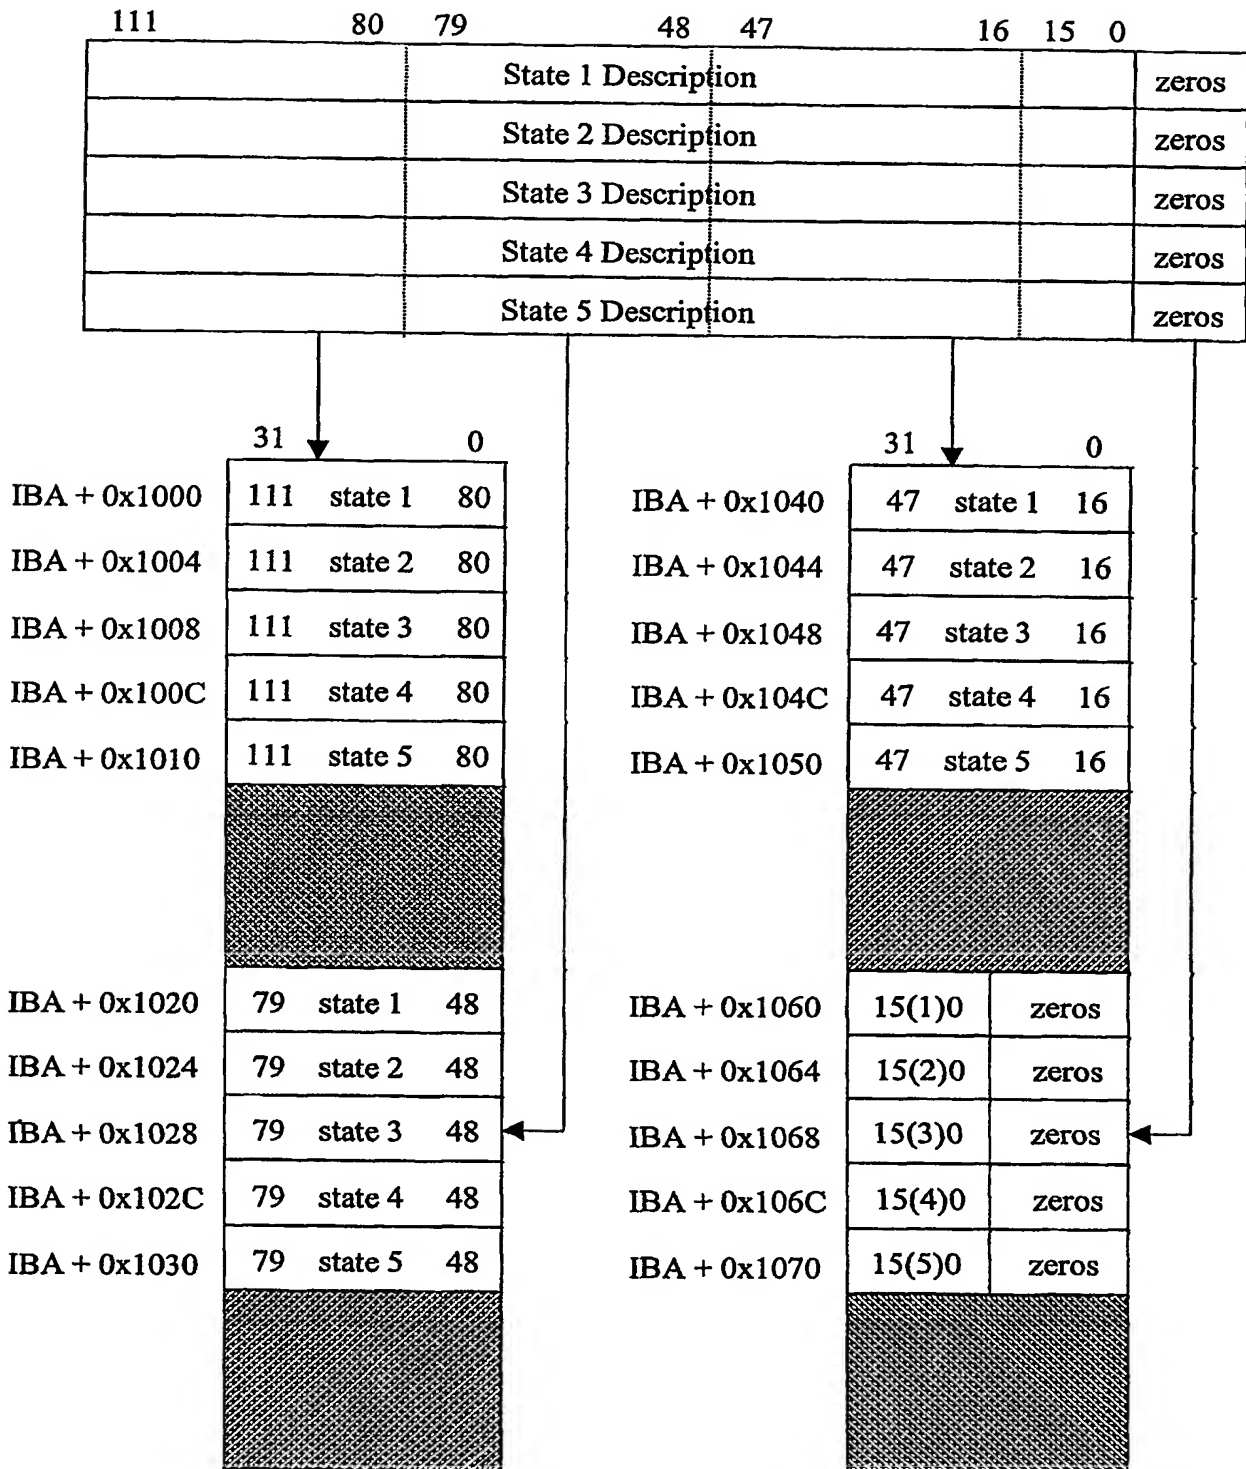 111 80 79 48 47 16 15 0
State 1 Description zeros
State 2 Description zeros
State 3 Description zeros
State 4 Description zeros
State 5 Description zeros
31 0
IBA + 0x1000 111 state 1 80
IBA + 0x1004 111 state 2 80
IBA + 0x1008 111 state 3 80
IBA + 0x100C 111 state 4 80
IBA + 0x1010 111 state 5 80
IBA + 0x1020 79 state 1 48
IBA + 0x1024 79 state 2 48
IBA + 0x1028 79 state 3 48
IBA + 0x102C 79 state 4 48
IBA + 0x1030 79 state 5 48
31 0
IBA + 0x1040 47 state 1 16
IBA + 0x1044 47 state 2 16
IBA + 0x1048 47 state 3 16
IBA + 0x104C 47 state 4 16
IBA + 0x1050 47 state 5 16
IBA + 0x1060 15(1)0 zeros
IBA + 0x1064 15(2)0 zeros
IBA + 0x1068 15(3)0 zeros
IBA + 0x106C 15(4)0 zeros
IBA + 0x1070 15(5)0 zeros